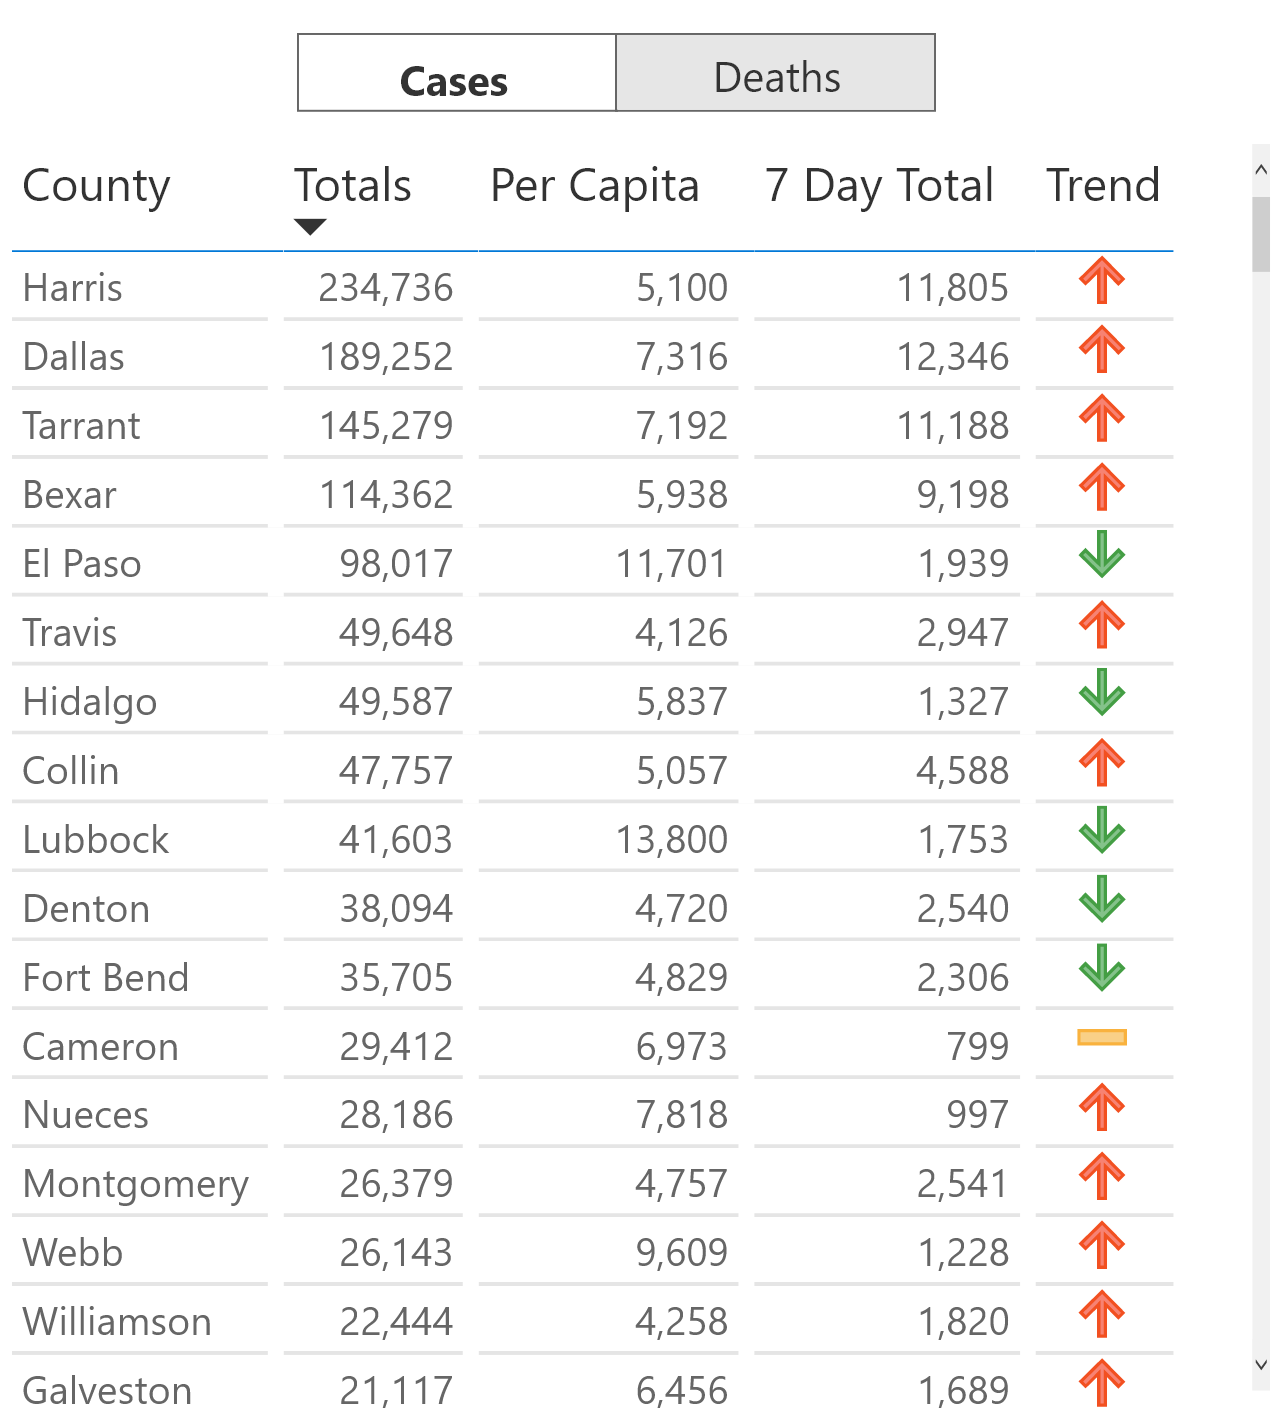 Cases Deaths
County Totals Per Capita 7 Day Total Trend
Harris 234,736 5,100 11,805
Dallas 189,252 7,316 12,346
Tarrant 145,279 7,192 11,188
Bexar 114,362 5,938 9,198
El Paso 98,017 11,701 1,939
Travis 49,648 4,126 2,947
Hidalgo 49,587 5,837 1,327
Collin 47,757 5,057 4,588
Lubbock 41,603 13,800 1,753
Denton 38,094 4,720 2,540
Fort Bend 35,705 4,829 2,306
Cameron 29,412 6,973 799
Nueces 28,186 7,818 997
Montgomery 26,379 4,757 2,541
Webb 26,143 9,609 1,228
Williamson 22,444 4,258 1,820
Galveston 21,117 6,456 1,689